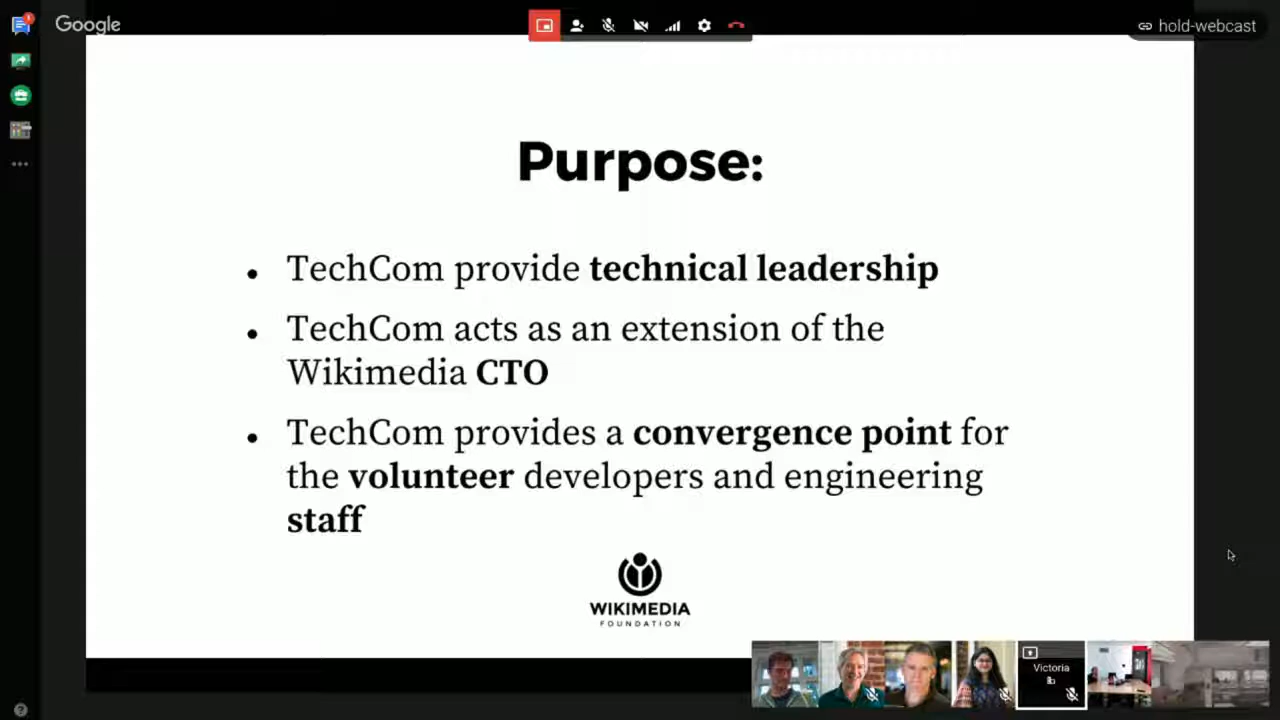 Google
hold-webcast
Purpose:
• TechCom provide technical leadership
• TechCom acts as an extension of the
Wikimedia CTO
• TechCom provides a convergence point for
the volunteer developers and engineering
staff
WIKIMEDIA
FOUNDATION
Victoria